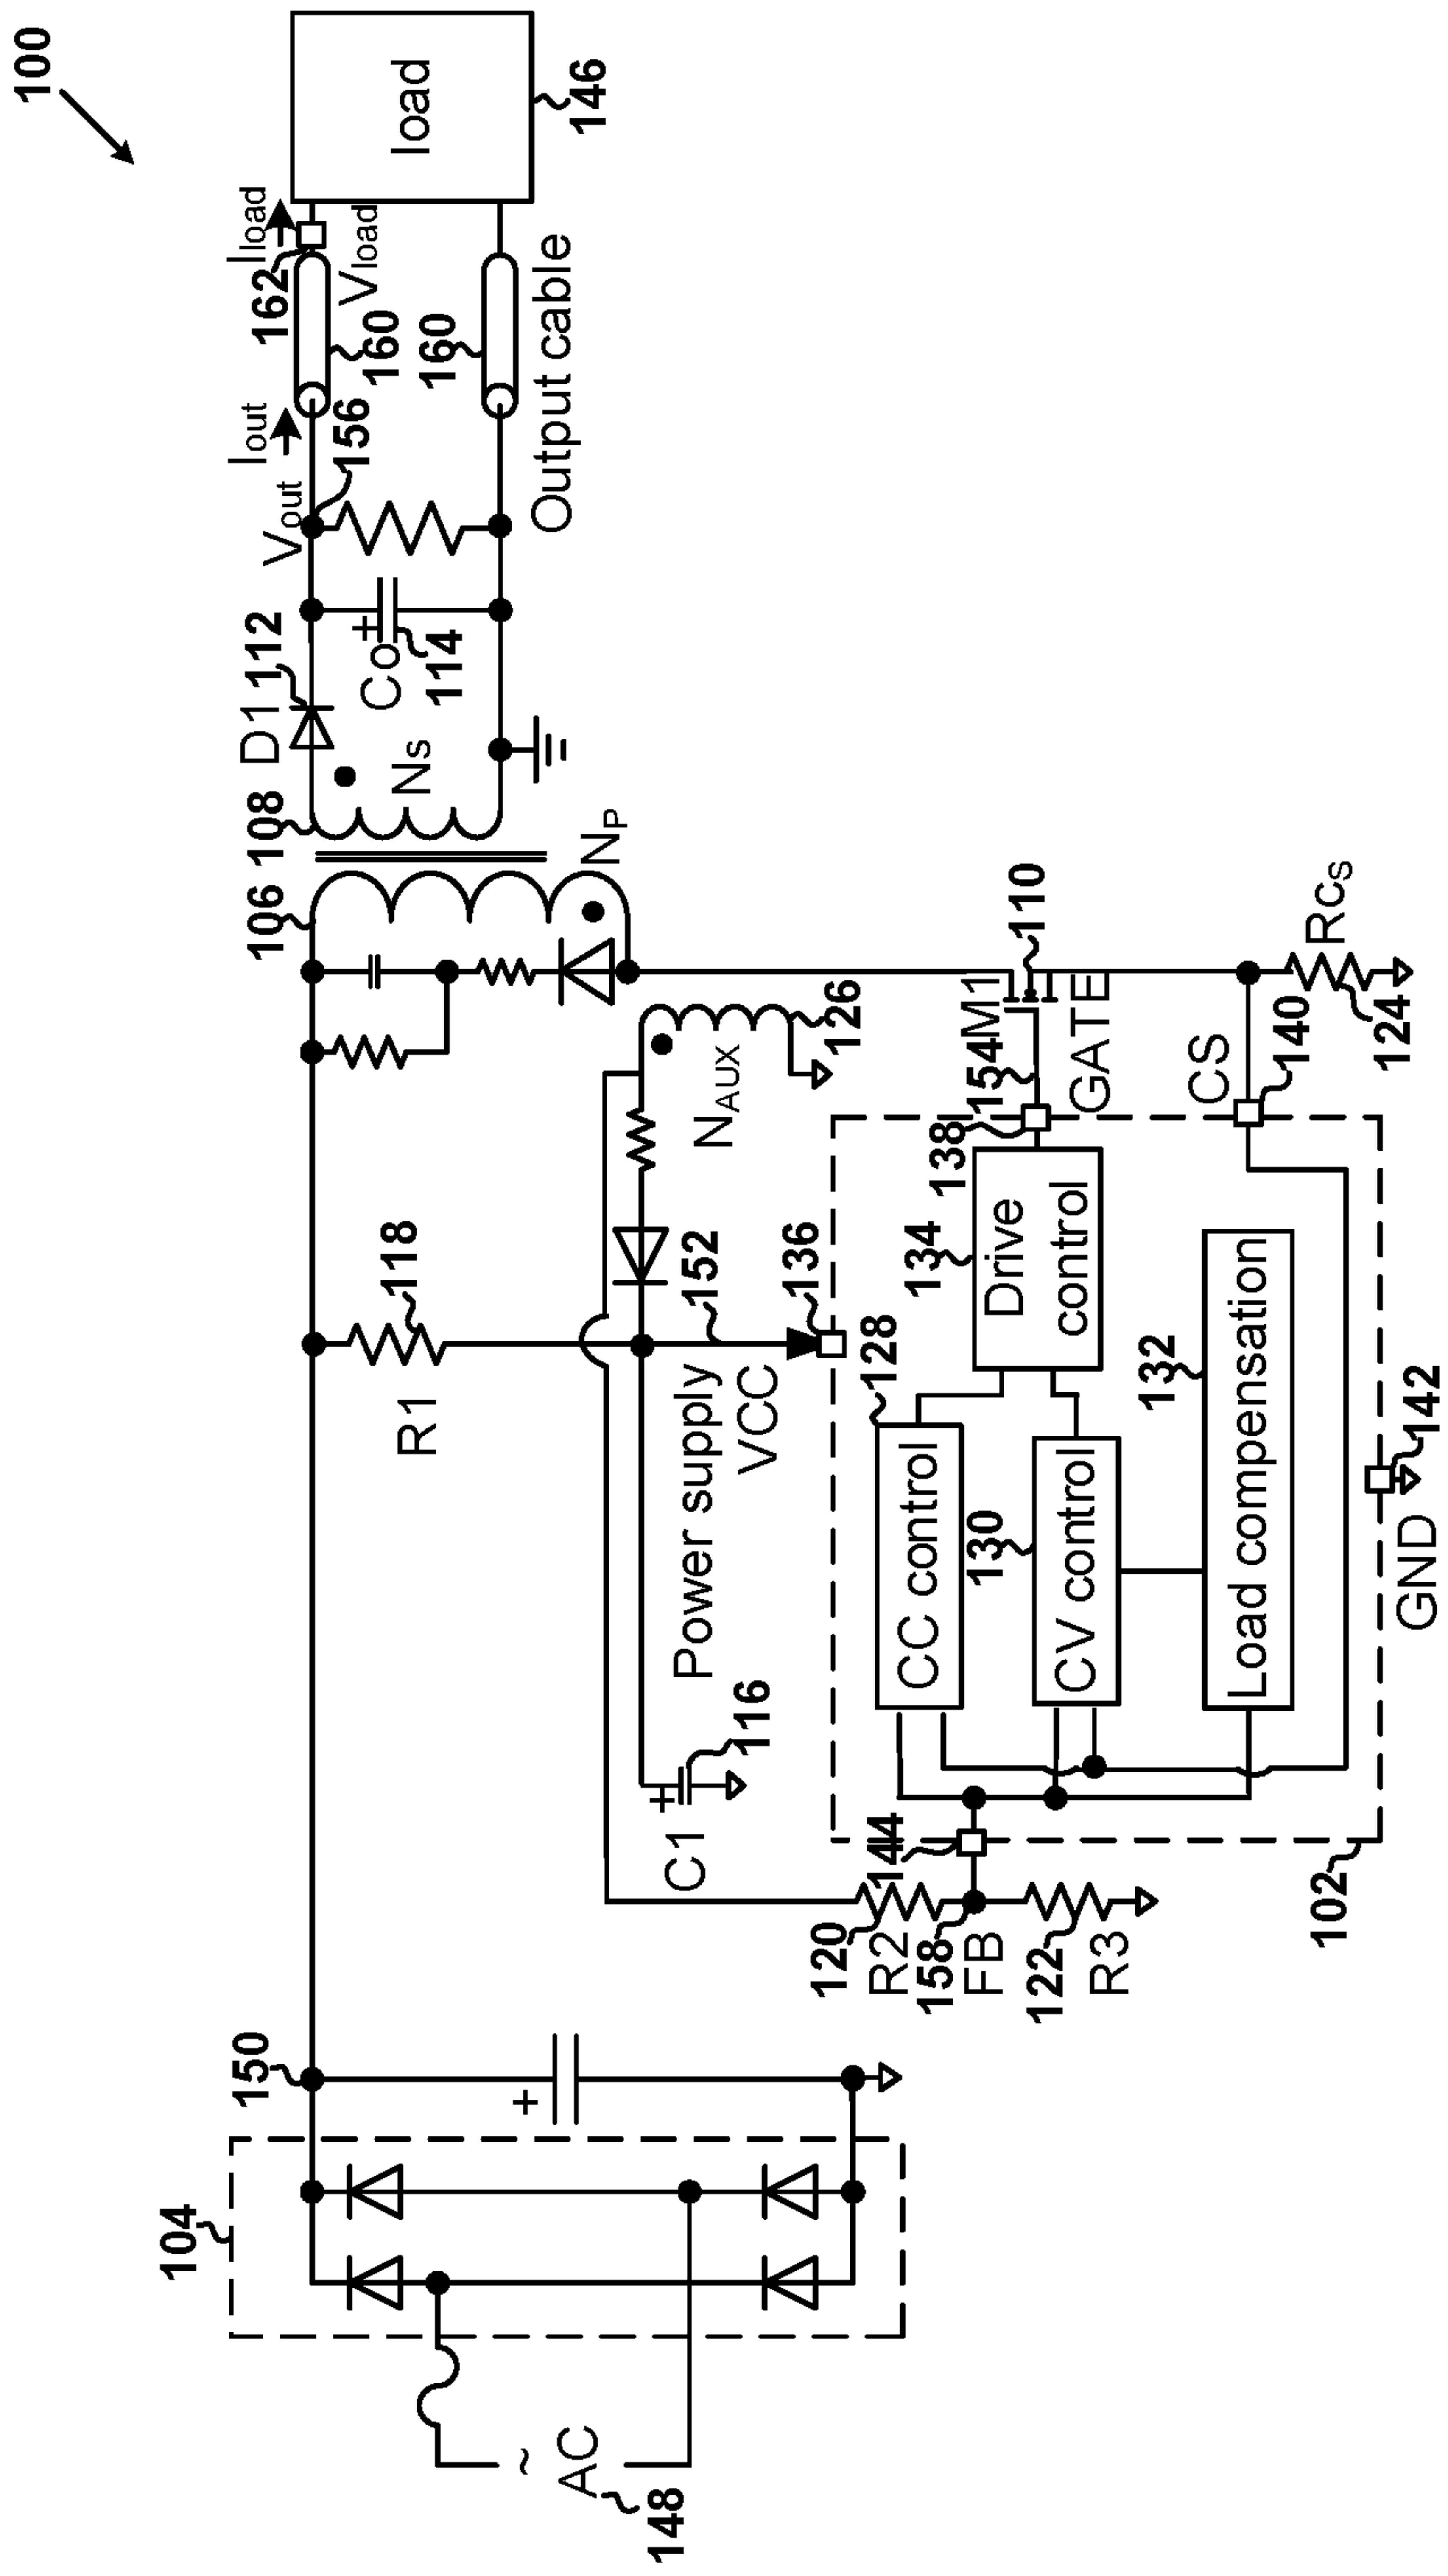 100
108
D1
112
Vout
Iout
162
Iload
106
Co
+
114
Ns
156
160
Vload
160
load
146
Output cable
NP
150
R1
118
126
NAUX
110
M1
154
GATE
Power supply
VCC
152
136
C1
+
116
104
+
~
AC
148
120
R2
158
FB
122
R3
144
128
CC control
130
CV control
134
Drive
control
138
132
Load compensation
CS
140
RCS
124
102
GND
142